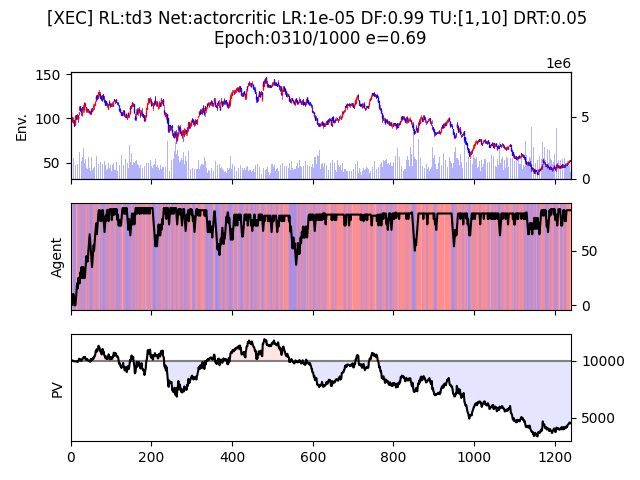 [XEC] RL:td3 Net:actorcritic LR:1e-05 DF:0.99 TU:[1,10] DRT:0.05
Epoch:0310/1000 e=0.69
1e6
150
100
50
Env.
5
0
Agent
50
0
PV
10000
5000
0 200 400 600 800 1000 1200